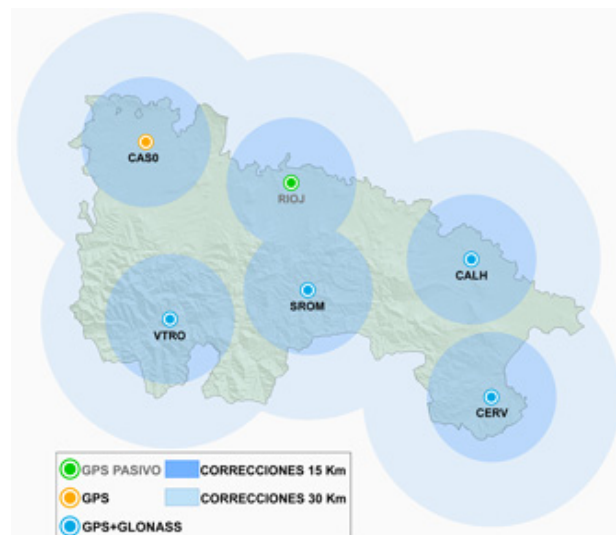 CAS0
RIOJ
CALH
SROM
VTRO
CERV
GPS PASIVO CORRECCIONES 15 Km
GPS CORRECCIONES 30 Km
GPS+GLONASS